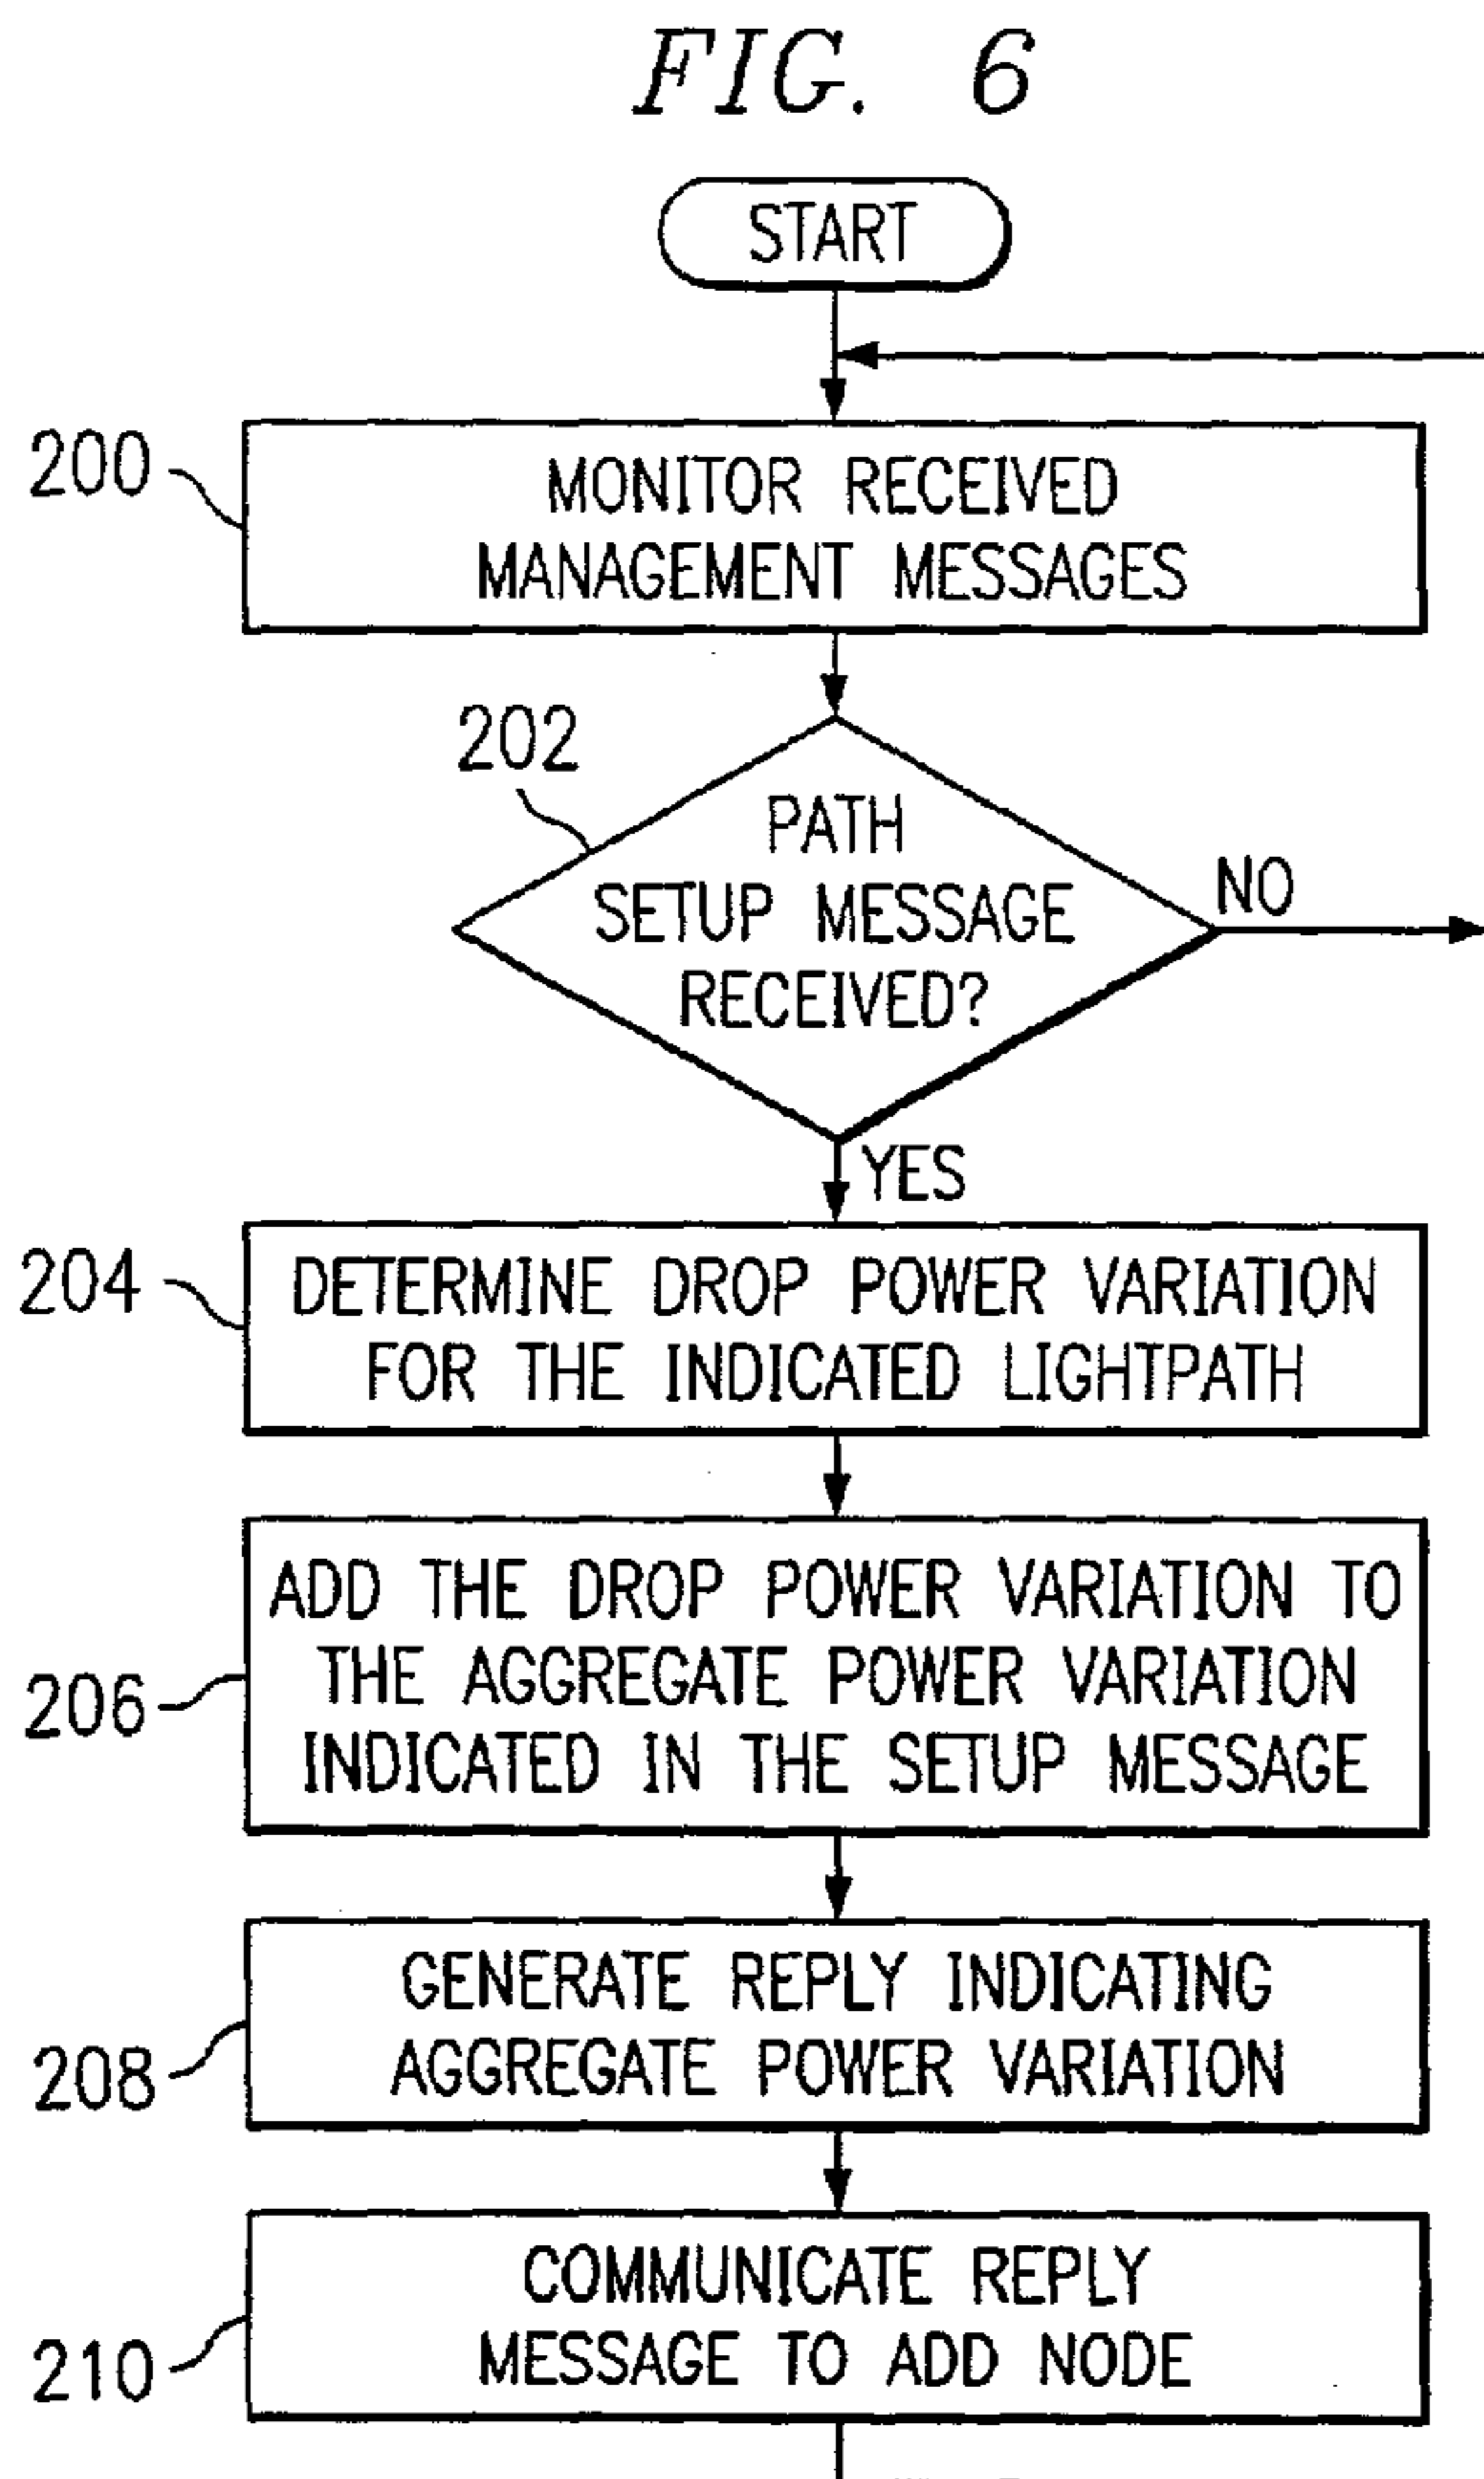 FIG. 6
START
200
MONITOR RECEIVED
MANAGEMENT MESSAGES
202
PATH
SETUP MESSAGE
RECEIVED?
NO
YES
204
DETERMINE DROP POWER VARIATION
FOR THE INDICATED LIGHTPATH
206
ADD THE DROP POWER VARIATION TO
THE AGGREGATE POWER VARIATION
INDICATED IN THE SETUP MESSAGE
208
GENERATE REPLY INDICATING
AGGREGATE POWER VARIATION
210
COMMUNICATE REPLY
MESSAGE TO ADD NODE